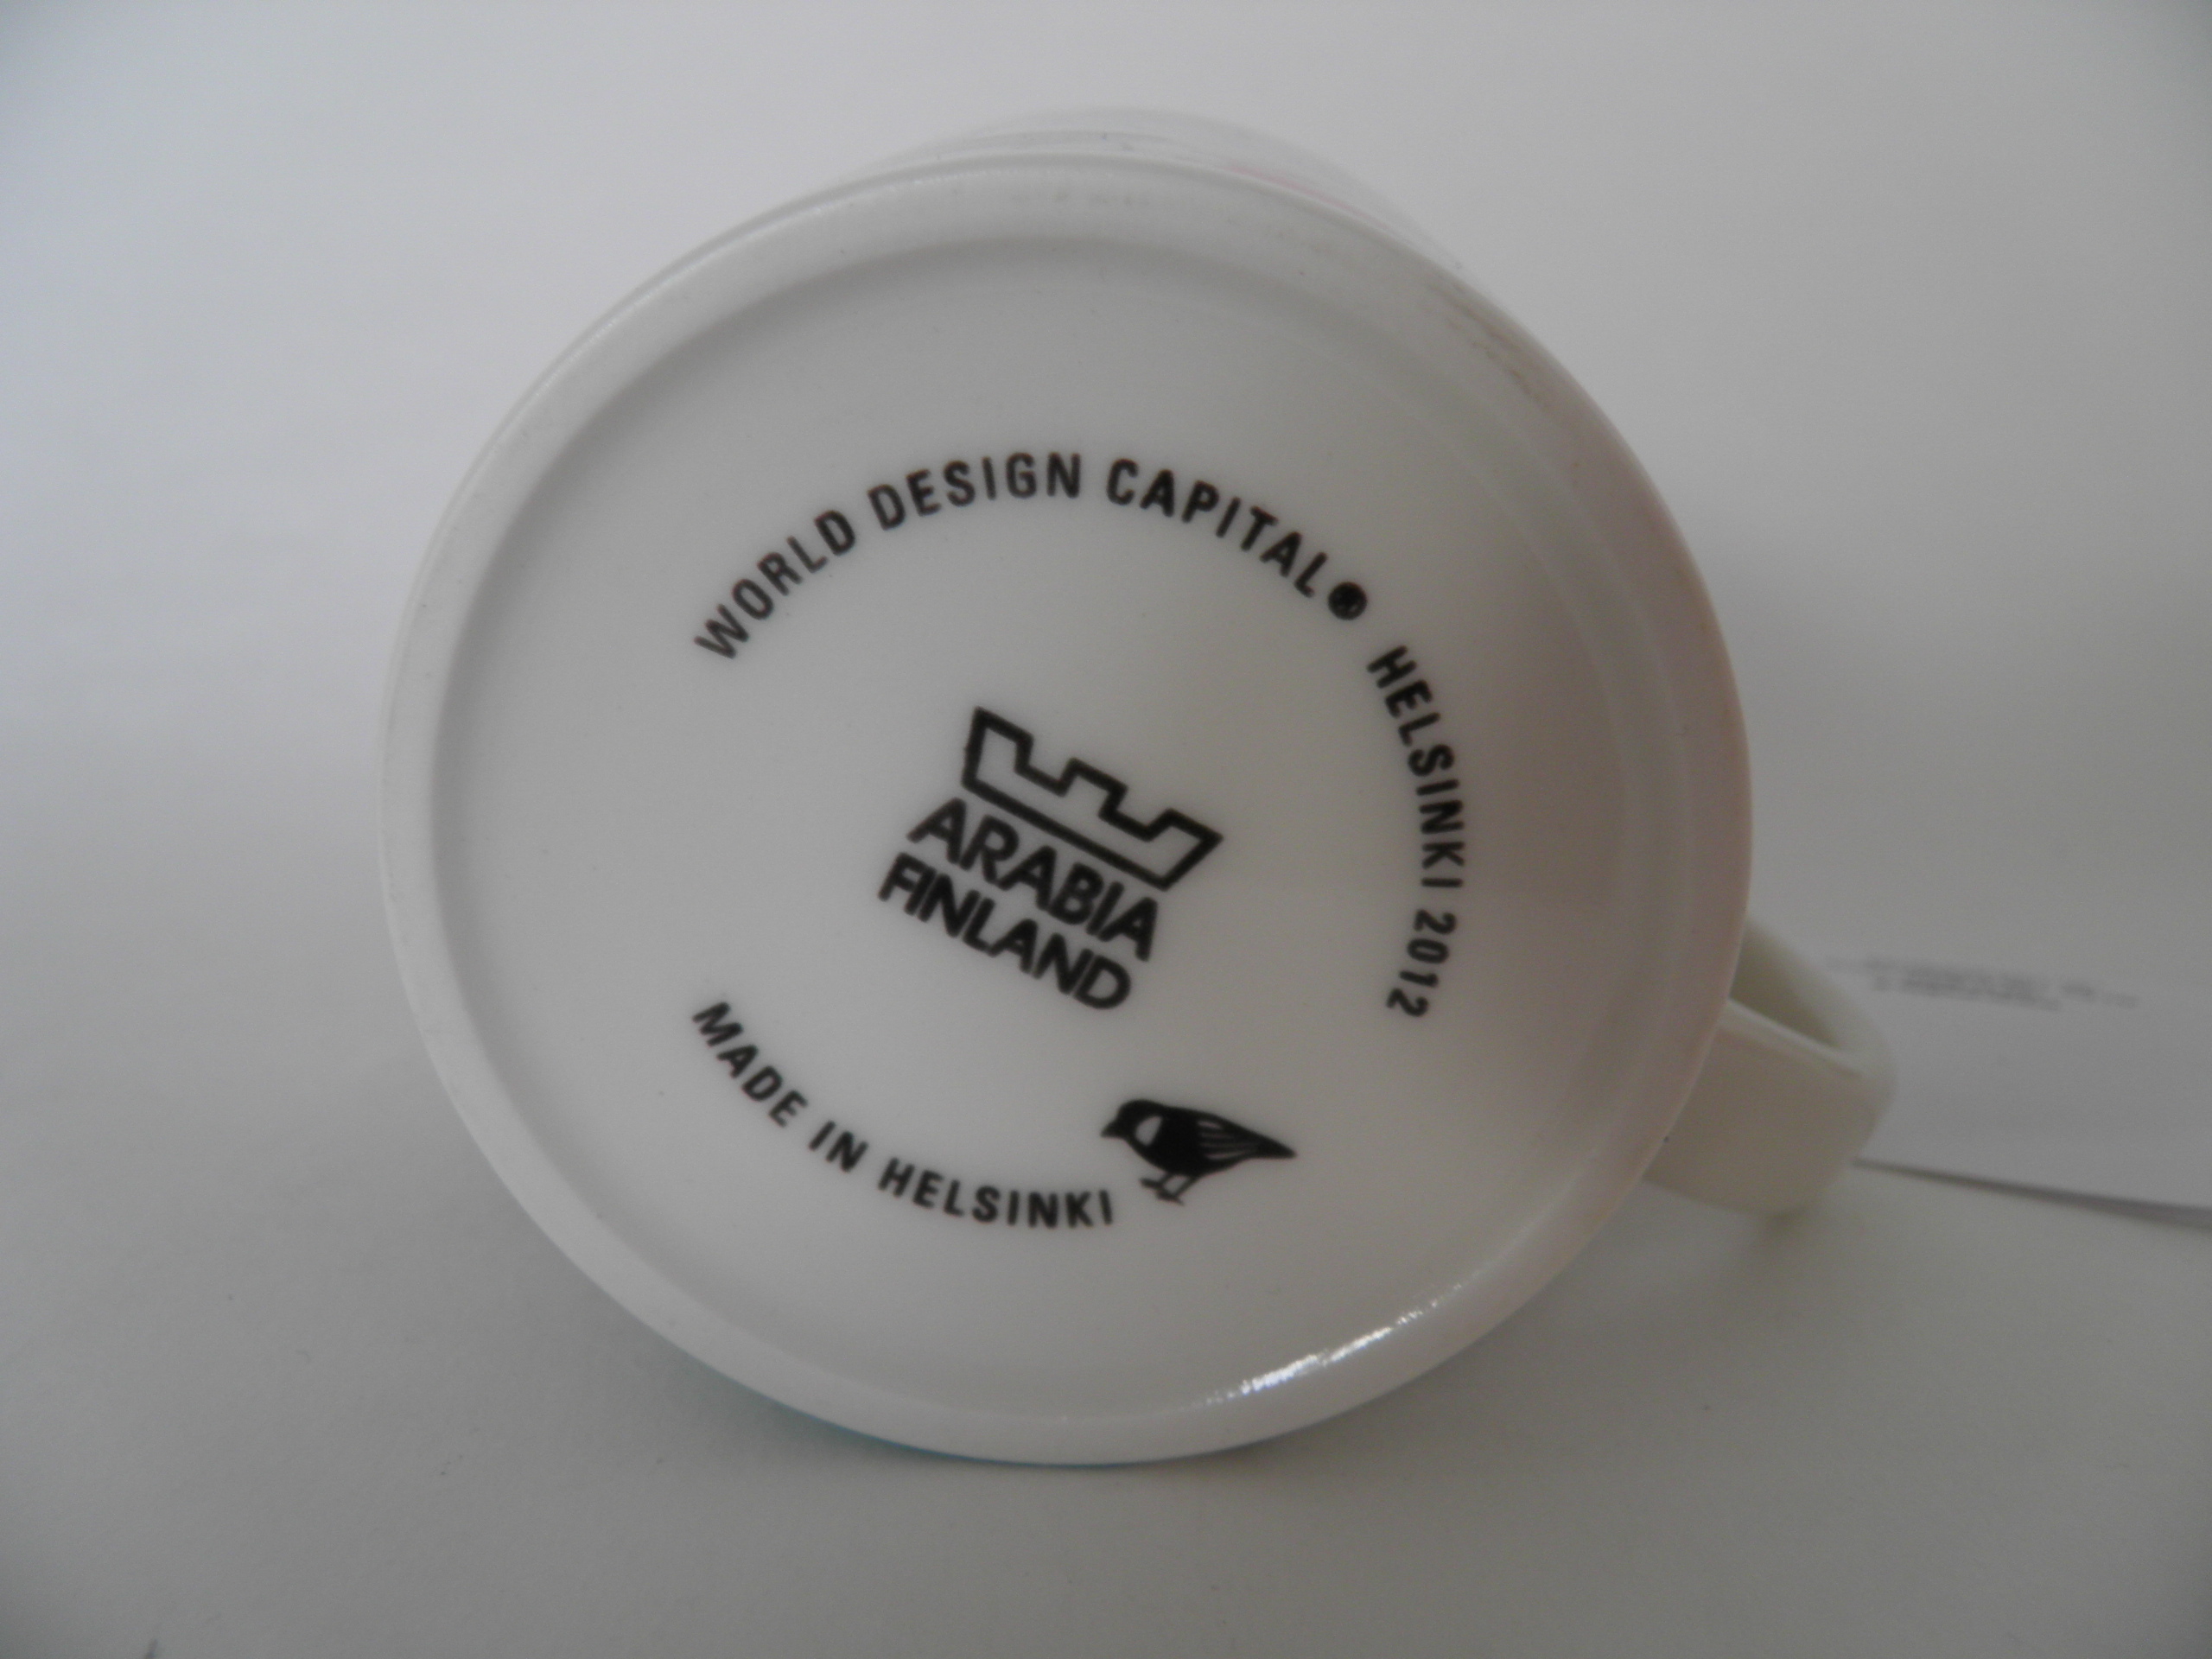 WORLD DESIGN CAPITAL® HELSINKI 2012
ARABIA
FINLAND
MADE IN HELSINKI